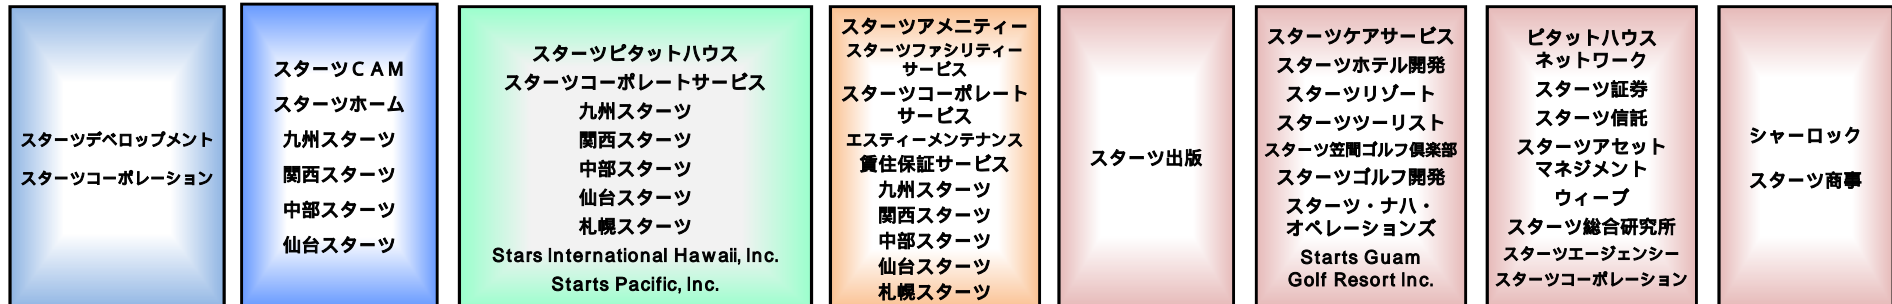 スターツデベロップメント
スターツコーポレーション
スターツＣＡＭ
スターツホーム
九州スターツ
関西スターツ
中部スターツ
仙台スターツ
スターツピタットハウス
スターツコーポレートサービス
九州スターツ
関西スターツ
中部スターツ
仙台スターツ
札幌スターツ
Stars International Hawaii, Inc.
Starts Pacific, Inc.
スターツアメニティー
スターツファシリティー
サービス
スターツコーポレート
サービス
エスティーメンテナンス
賃住保証サービス
九州スターツ
関西スターツ
中部スターツ
仙台スターツ
札幌スターツ
スターツ出版
スターツケアサービス
スターツホテル開発
スターツリゾート
スターツツーリスト
スターツ笠間ゴルフ倶楽部
スターツゴルフ開発
スターツ・ナハ・
オペレーションズ
Starts Guam
Golf Resort Inc.
ピタットハウス
ネットワーク
スターツ証券
スターツ信託
スターツアセット
マネジメント
ウィーブ
スターツ総合研究所
スターツエージェンシー
スターツコーポレーション
シャーロック
スターツ商事